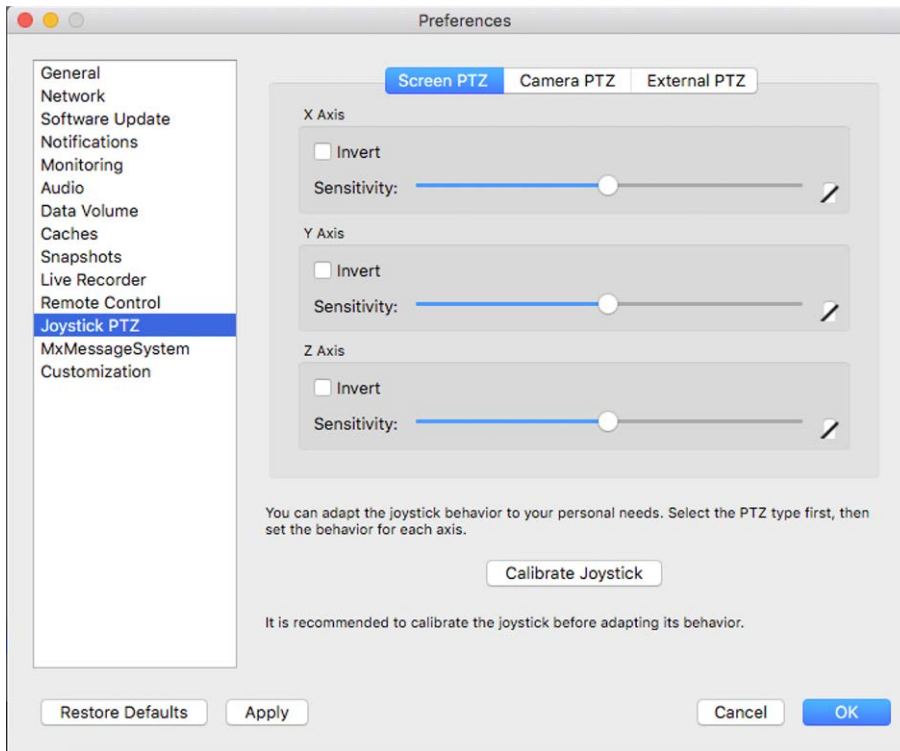 Preferences
General
Network
Software Update
Notifications
Monitoring
Audio
Data Volume
Caches
Snapshots
Live Recorder
Remote Control
Joystick PTZ
MxMessageSystem
Customization
Screen PTZ Camera PTZ External PTZ
X Axis
Invert
Sensitivity:
Y Axis
Invert
Sensitivity:
Z Axis
Invert
Sensitivity:
You can adapt the joystick behavior to your personal needs. Select the PTZ type first, then
set the behavior for each axis.
Calibrate Joystick
It is recommended to calibrate the joystick before adapting its behavior.
Restore Defaults Apply Cancel OK